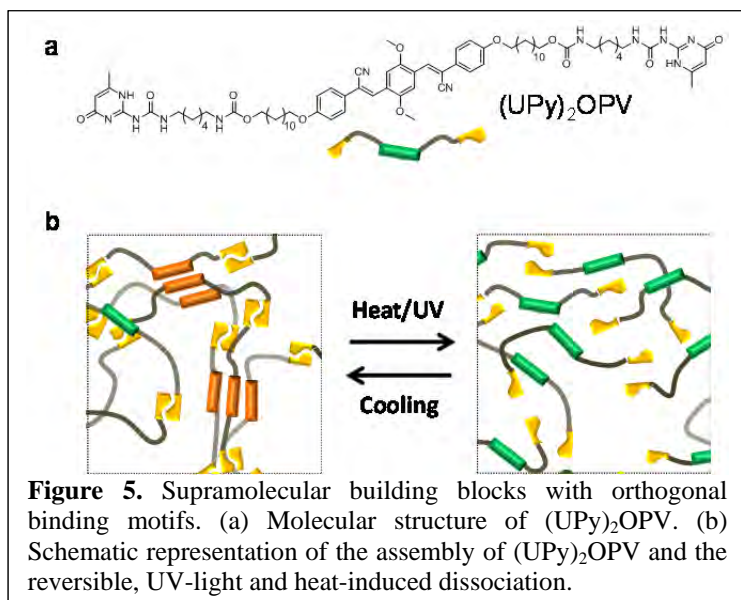 a
(UPy)₂OPV
b
Heat/UV
Cooling
Figure 5. Supramolecular building blocks with orthogonal
binding motifs. (a) Molecular structure of (UPy)₂OPV. (b)
Schematic representation of the assembly of (UPy)₂OPV and the
reversible, UV-light and heat-induced dissociation.